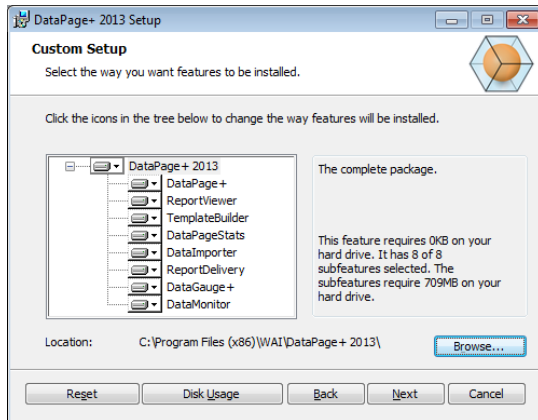 DataPage+ 2013 Setup
Custom Setup
Select the way you want features to be installed.
Click the icons in the tree below to change the way features will be installed.
DataPage+ 2013
DataPage+
ReportViewer
TemplateBuilder
DataPageStats
DataImporter
ReportDelivery
DataGauge+
DataMonitor
The complete package.
This feature requires 0KB on your
hard drive. It has 8 of 8
subfeatures selected. The
subfeatures require 709MB on your
hard drive.
Location: C:\Program Files (x86)\WAI\DataPage+ 2013\ Browse...
Reset Disk Usage Back Next Cancel